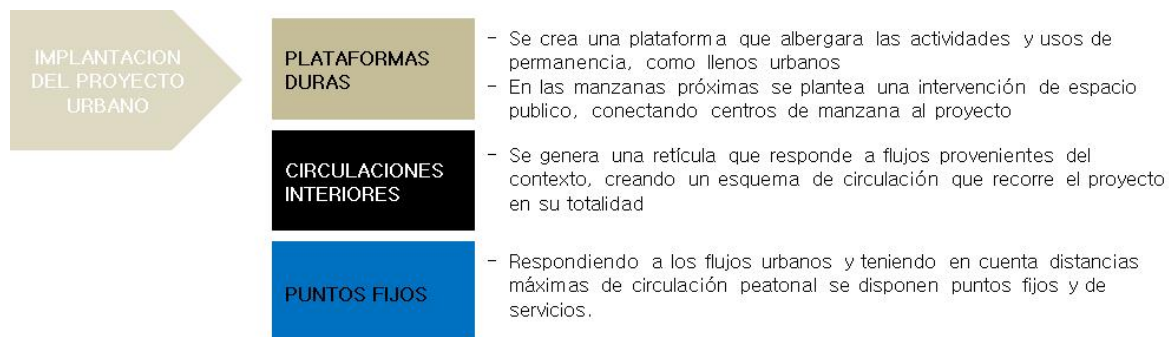 IMPLANTACION
DEL PROYECTO
URBANO
PLATAFORMAS
DURAS
- Se crea una plataforma que albergara las actividades y usos de
permanencia, como llenos urbanos
- En las manzanas próximas se plantea una intervención de espacio
publico, conectando centros de manzana al proyecto
CIRCULACIONES
INTERIORES
- Se genera una retícula que responde a flujos provenientes del
contexto, creando un esquema de circulación que recorre el proyecto
en su totalidad
PUNTOS FIJOS
- Respondiendo a los flujos urbanos y teniendo en cuenta distancias
máximas de circulación peatonal se disponen puntos fijos y de
servicios.